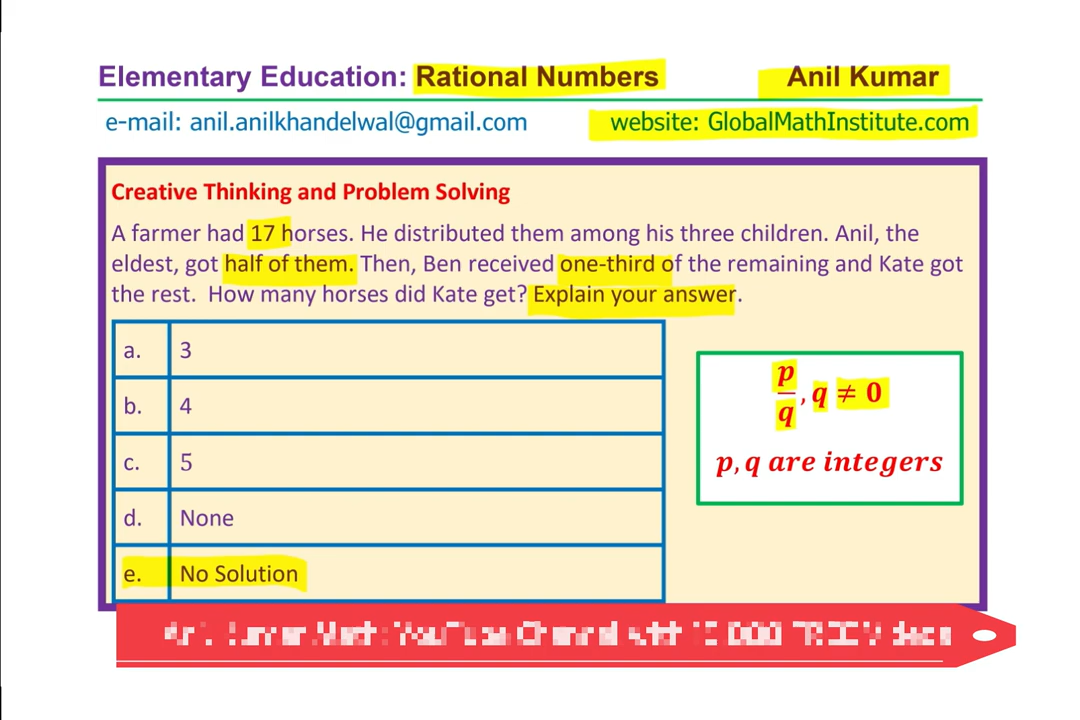 Elementary Education: Rational Numbers Anil Kumar
e-mail: anil.anilkhandelwal@gmail.com website: GlobalMathInstitute.com
Creative Thinking and Problem Solving
A farmer had 17 horses. He distributed them among his three children. Anil, the
eldest, got half of them. Then, Ben received one-third of the remaining and Kate got
the rest. How many horses did Kate get? Explain your answer.
a. 3
b. 4
c. 5
d. None
e. No Solution
p/q, q ≠ 0
p, q are integers